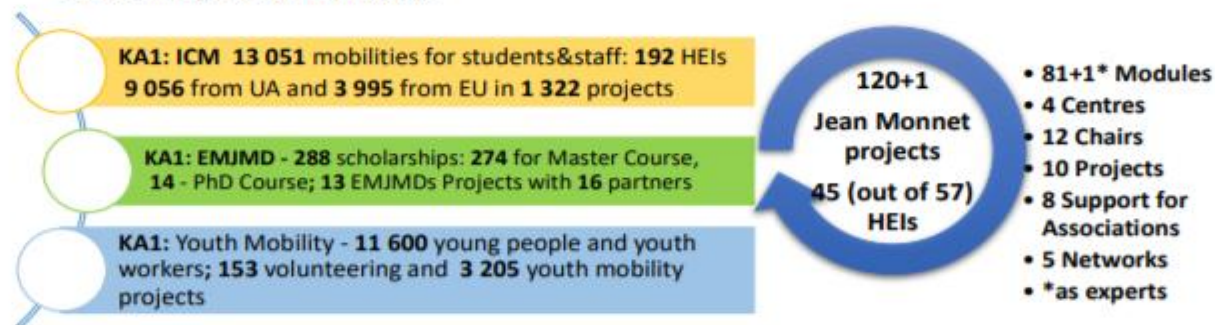 KA1: ICM 13 051 mobilities for students&staff: 192 HEIs
9 056 from UA and 3 995 from EU in 1 322 projects
KA1: EMJMD - 288 scholarships: 274 for Master Course,
14 - PhD Course; 13 EMJMDs Projects with 16 partners
KA1: Youth Mobility - 11 600 young people and youth
workers; 153 volunteering and 3 205 youth mobility
projects
120+1
Jean Monnet
projects
45 (out of 57)
HEIs
• 81+1* Modules
• 4 Centres
• 12 Chairs
• 10 Projects
• 8 Support for
Associations
• 5 Networks
• *as experts